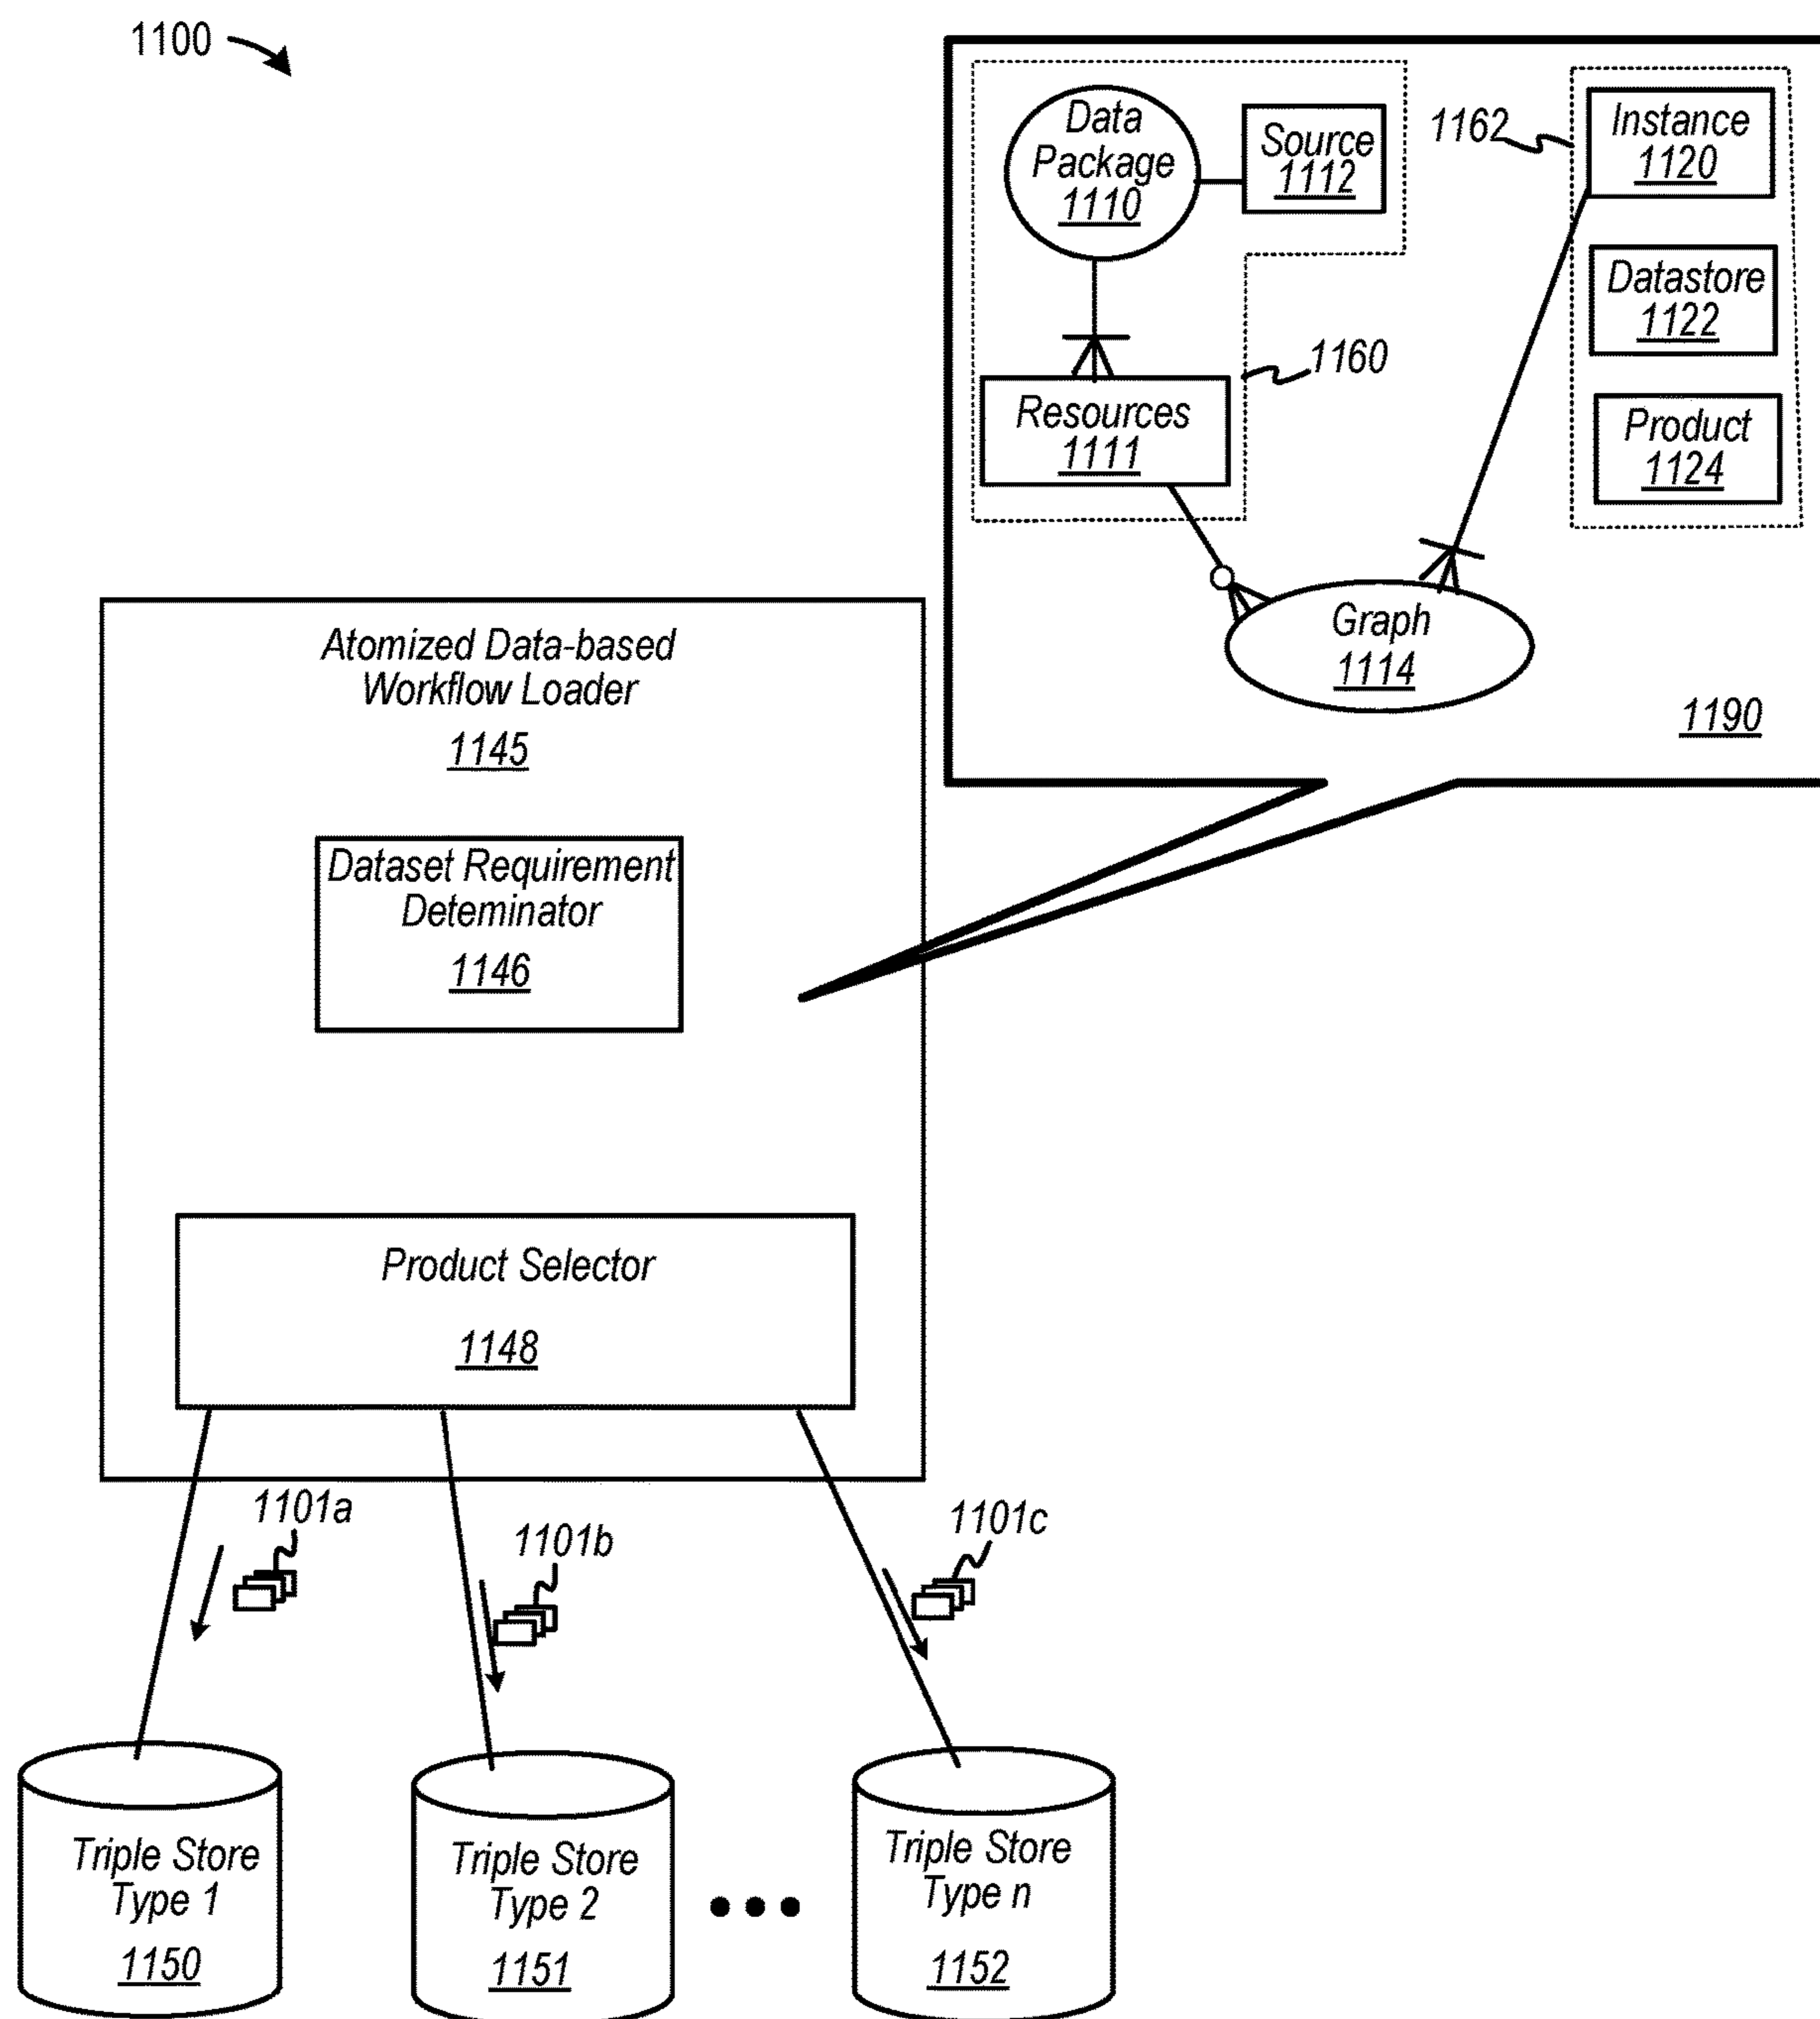 1100
Data
Package
1110
Source
1112
1162
Instance
1120
Datastore
1122
Product
1124
1160
Resources
1111
Graph
1114
1190
Atomized Data-based
Workflow Loader
1145
Dataset Requirement
Deteminator
1146
Product Selector
1148
1101a
1101b
1101c
Triple Store
Type 1
1150
Triple Store
Type 2
1151
Triple Store
Type n
1152